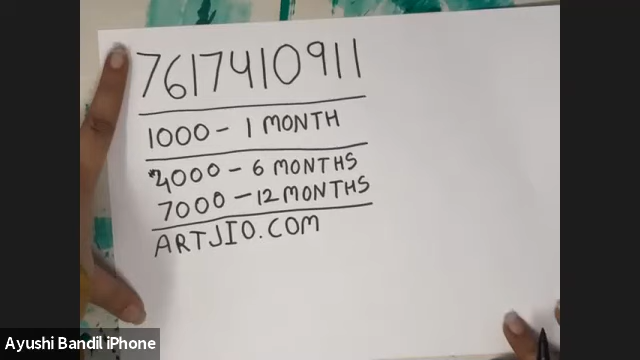 7617410911
1000 - 1 MONTH
4000 - 6 MONTHS
7000 - 12 MONTHS
ARTJIO.COM
Ayushi Bandil iPhone